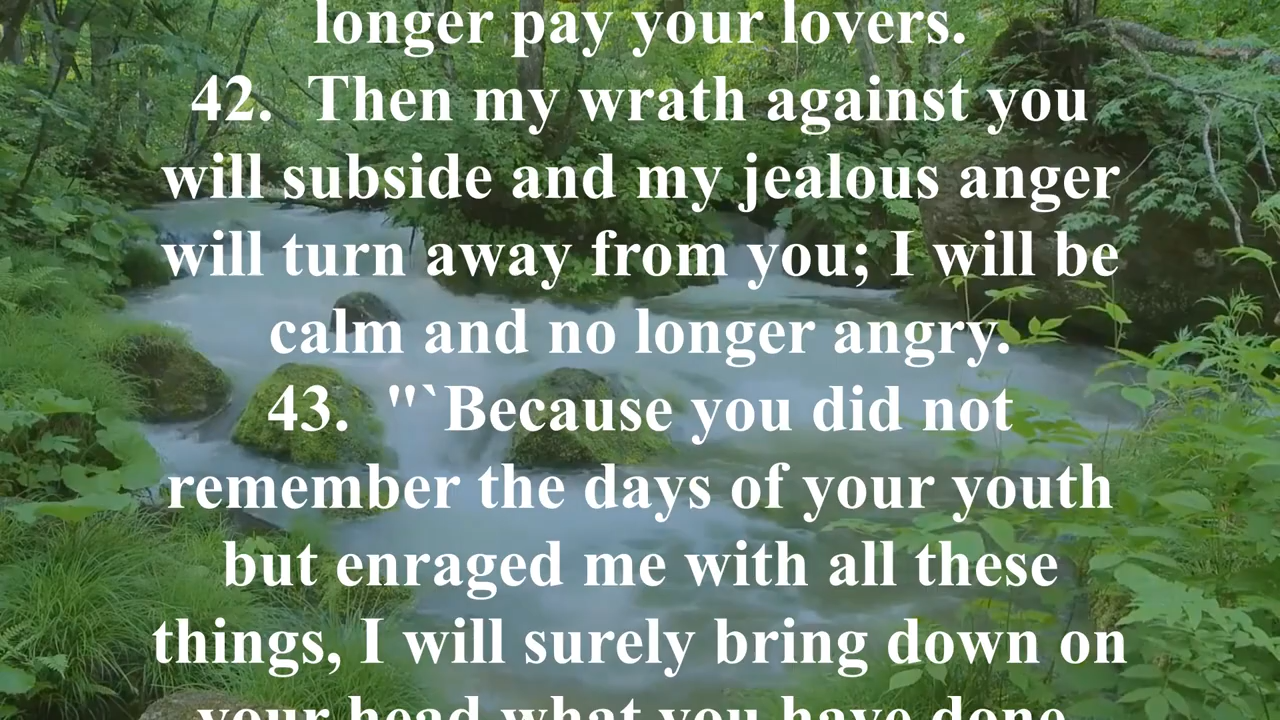 longer pay your lovers.
42. Then my wrath against you
will subside and my jealous anger
will turn away from you; I will be
calm and no longer angry.
43. "`Because you did not
remember the days of your youth
but enraged me with all these
things, I will surely bring down on
your head what you have done